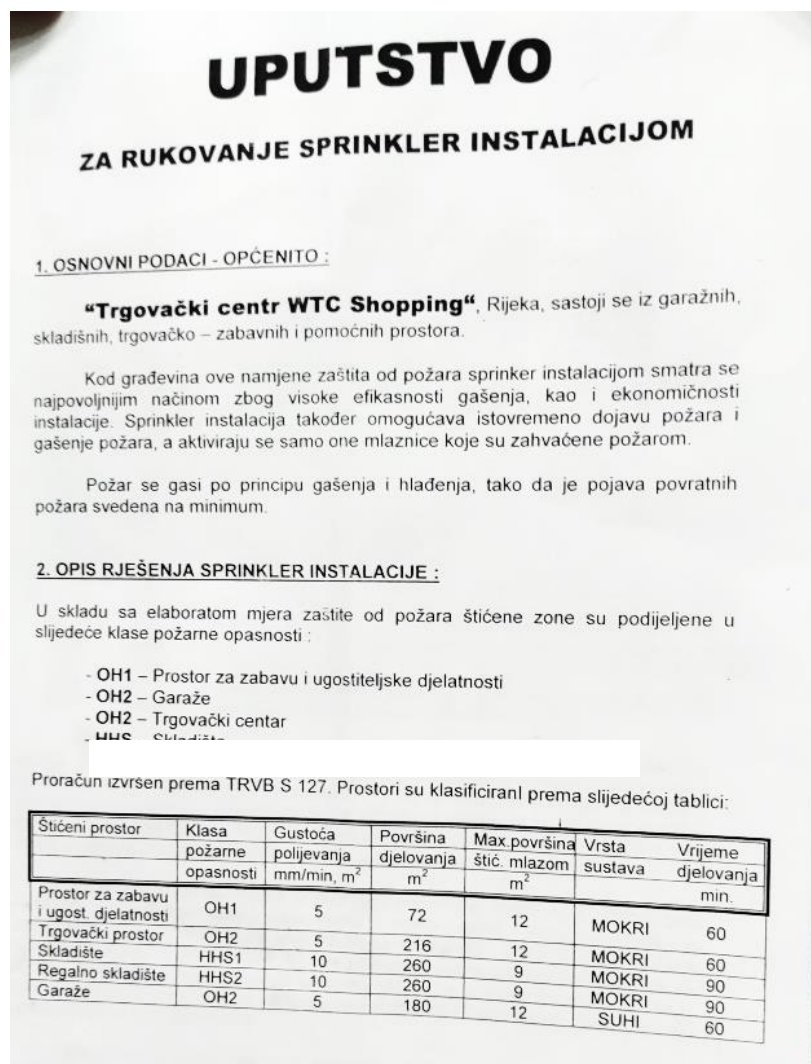 UPUTSTVO
ZA RUKOVANJE SPRINKLER INSTALACIJOM
1. OSNOVNI PODACI - OPĆENITO :
“Trgovački centr WTC Shopping“, Rijeka, sastoji se iz garažnih,
skladišnih, trgovačko – zabavnih i pomoćnih prostora.
Kod građevina ove namjene zaštita od požara sprinker instalacijom smatra se
najpovoljnijim načinom zbog visoke efikasnosti gašenja, kao i ekonomičnosti
instalacije. Sprinkler instalacija također omogućava istovremeno dojavu požara i
gašenje požara, a aktiviraju se samo one mlaznice koje su zahvaćene požarom.
Požar se gasi po principu gašenja i hlađenja, tako da je pojava povratnih
požara svedena na minimum.
2. OPIS RJEŠENJA SPRINKLER INSTALACIJE :
U skladu sa elaboratom mjera zaštite od požara štićene zone su podijeljene u
slijedeće klase požarne opasnosti :
- OH1 – Prostor za zabavu i ugostiteljske djelatnosti
- OH2 – Garaže
- OH2 – Trgovački centar
- HHS – Skladište
Proračun izvršen prema TRVB S 127. Prostori su klasificirani prema slijedećoj tablici:
Štićeni prostor Klasa Gustoća Površina Max.površina Vrsta Vrijeme
požarne polijevanja djelovanja štić. mlazom sustava djelovanja
opasnosti mm/min, m² m² m² min.
Prostor za zabavu
i ugost. djelatnosti OH1 5 72 12 MOKRI 60
Trgovački prostor OH2 5 216 12 MOKRI 60
Skladište HHS1 10 260 9 MOKRI 90
Regalno skladište HHS2 10 260 9 MOKRI 90
Garaže OH2 5 180 12 SUHI 60